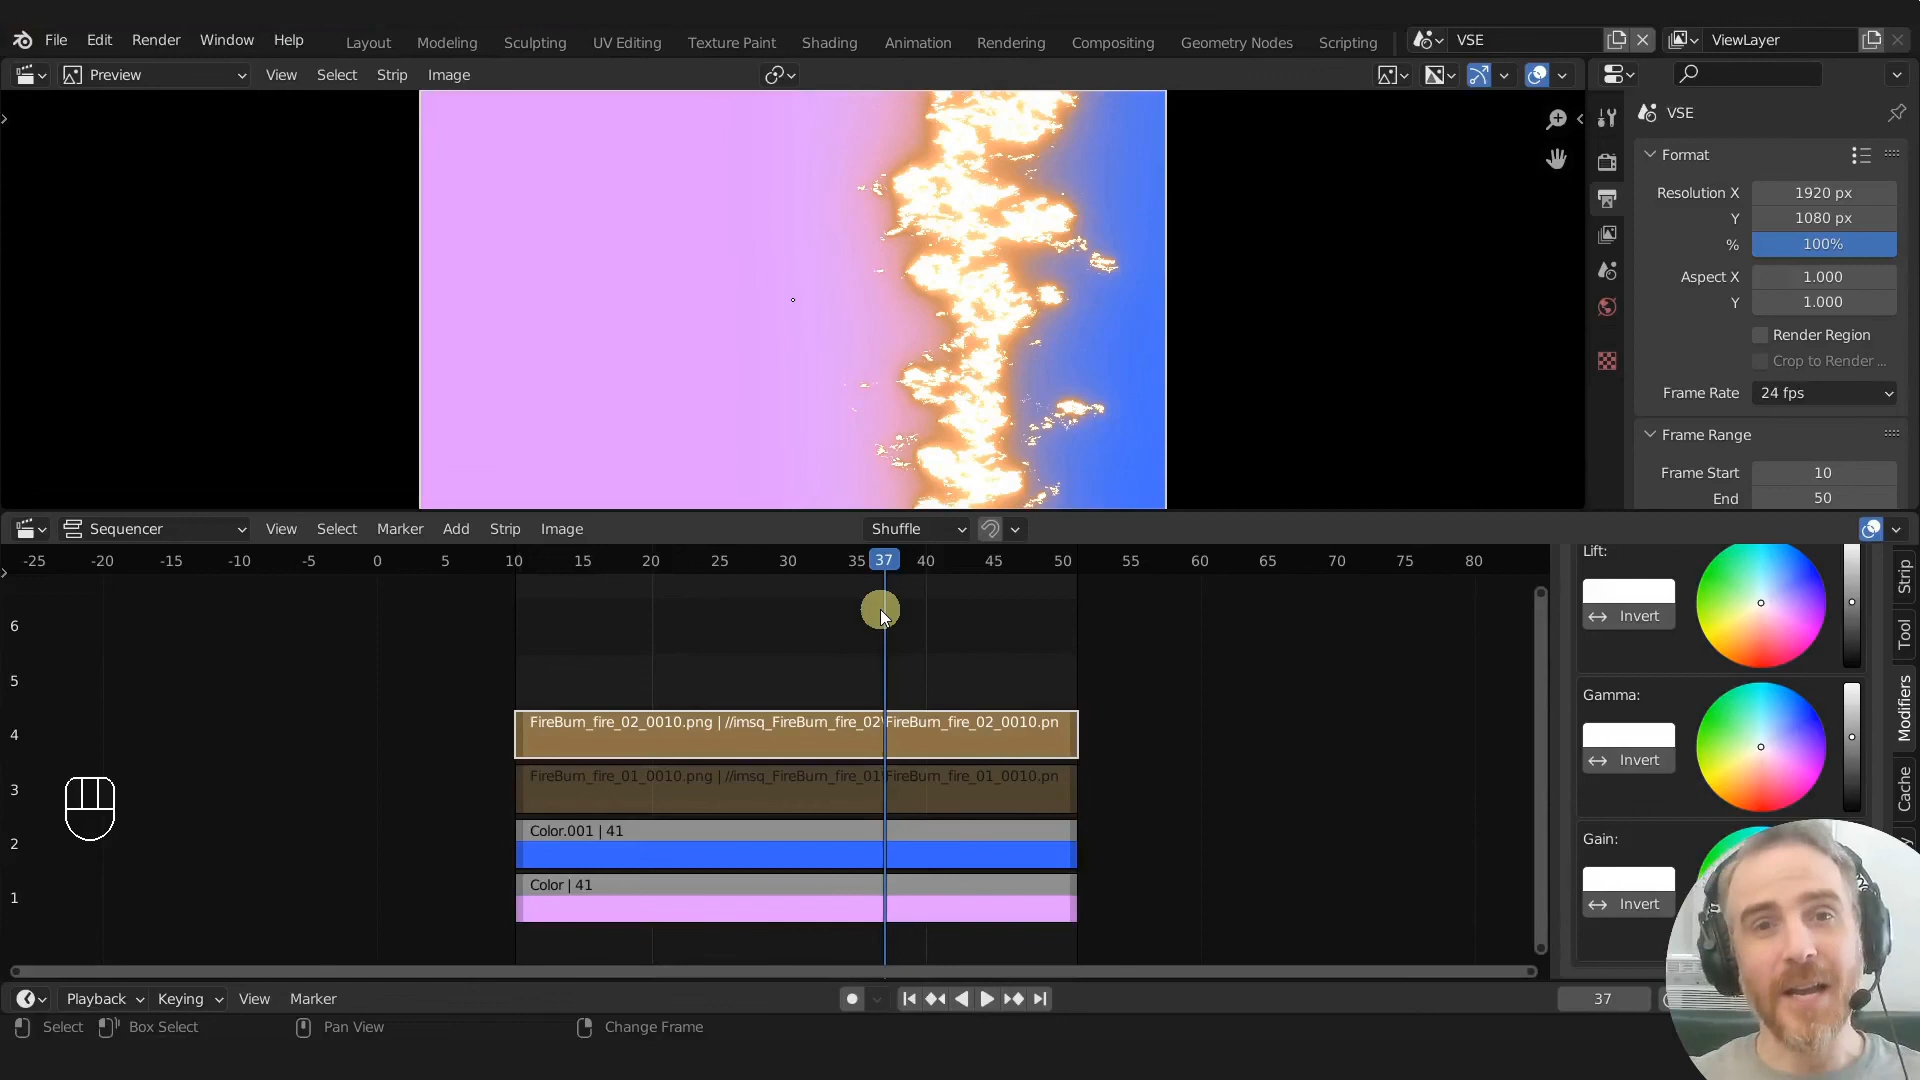 File Edit Render Window Help Layout Modeling Sculpting UV Editing Texture Paint Shading Animation Rendering Compositing Geometry Nodes Scripting VSE ViewLayer
Preview View Select Strip Image
VSE
Format
Resolution X 1920 px
Y 1080 px
% 100%
Aspect X 1.000
Y 1.000
Render Region
Crop to Render ...
Frame Rate 24 fps
Frame Range
Frame Start 10
End 50
Sequencer View Select Marker Add Strip Image Shuffle
-25 -20 -15 -10 -5 0 5 10 20 25 30 35 37 40 45 50 55 60 65 70 75 80
Lift:
Invert
Gamma:
Invert
Gain:
Invert
Strip
Tool
Modifiers
Cache
6
5
4 FireBurn_fire_02_0010.png | //imsq_FireBurn_fire_02\FireBurn_fire_02_0010.pn
3 FireBurn_fire_01_0010.png | //imsq_FireBurn_fire_01\FireBurn_fire_01_0010.pn
2 Color.001 | 41
1 Color | 41
Playback Keying View Marker 37
Select Box Select Pan View Change Frame